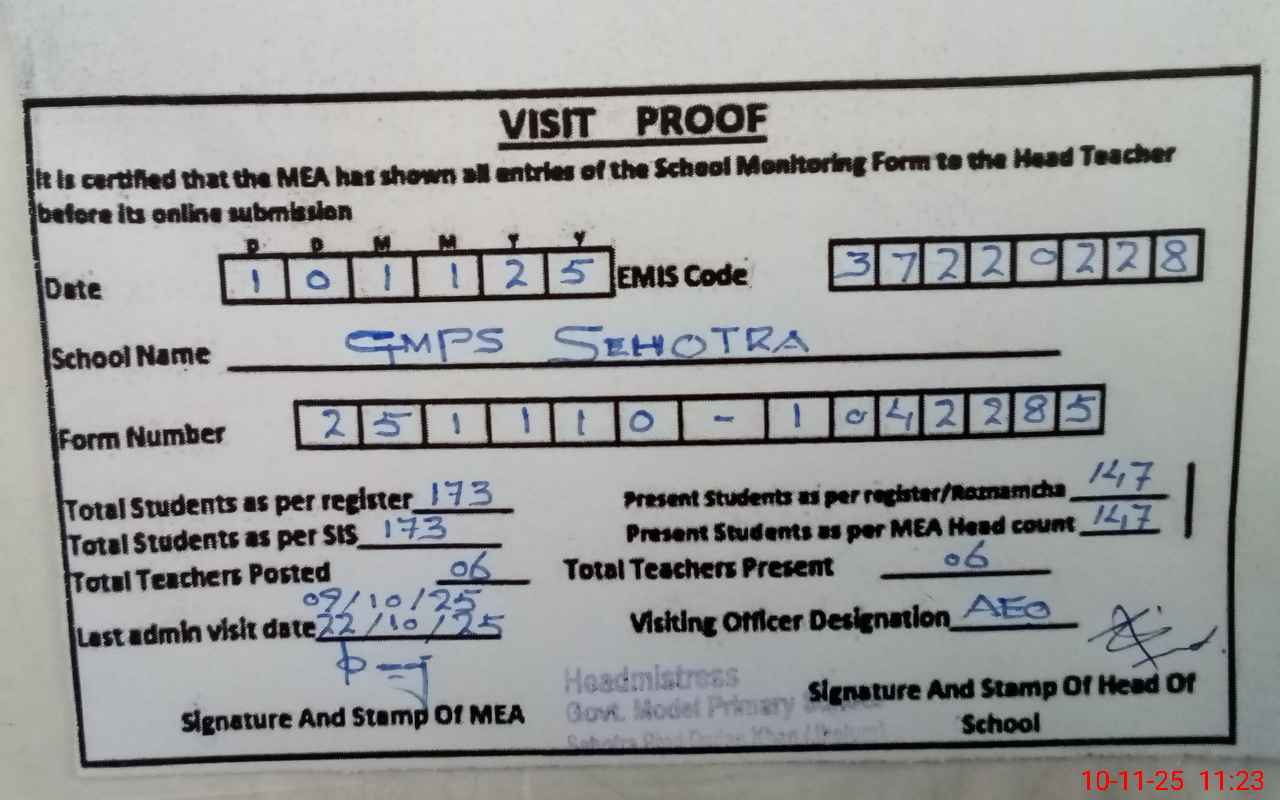 VISIT PROOF
It is certified that the MEA has shown all entries of the School Monitoring Form to the Head Teacher
before its online submission
D D M M Y Y
Date 1 0 1 1 2 5 EMIS Code 3 7 2 2 0 2 2 8
School Name GMPS SEHOTRA
Form Number 2 5 1 1 1 0 - 1 0 4 2 2 8 5
Total Students as per register 173 Present Students as per register/Roznamcha 147
Total Students as per SIS 173 Present Students as per MEA Head count 147
Total Teachers Posted 06 Total Teachers Present 06
09/10/25
Last admin visit date 22/10/25 Visiting Officer Designation AEO
Headmistress
Govt. Model Primary
Signature And Stamp Of MEA Signature And Stamp Of Head Of
School
10-11-25 11:23